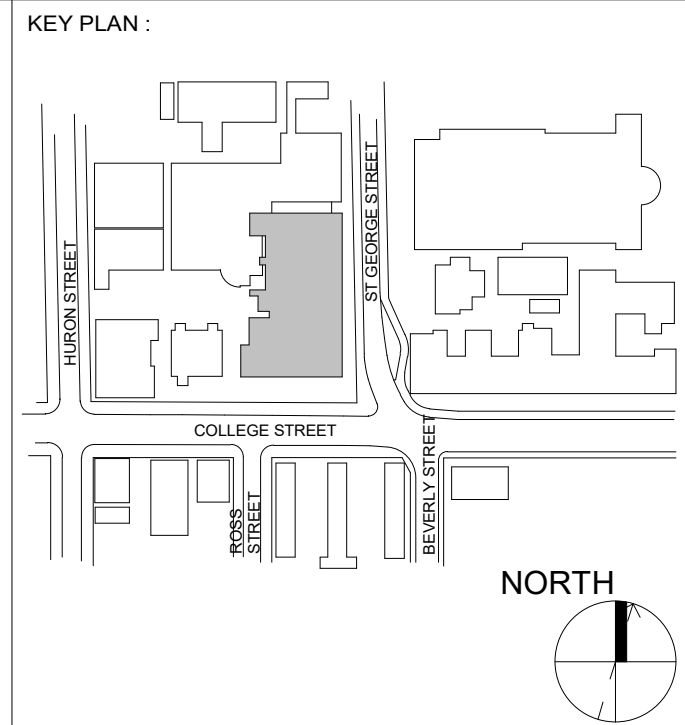 KEY PLAN :
HURON STREET
ST GEORGE STREET
COLLEGE STREET
ROSS
STREET
BEVERLY STREET
NORTH